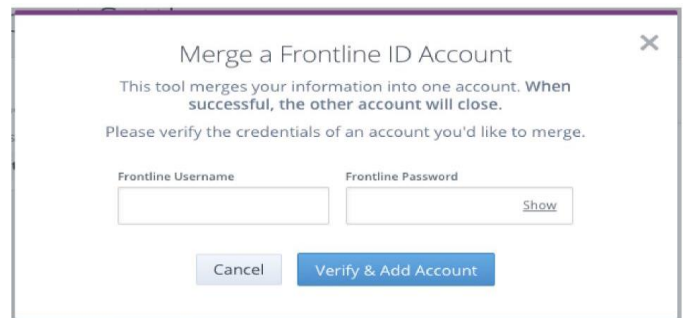 Merge a Frontline ID Account
This tool merges your information into one account. When
successful, the other account will close.
Please verify the credentials of an account you'd like to merge.
Frontline Username Frontline Password
Show
Cancel Verify & Add Account